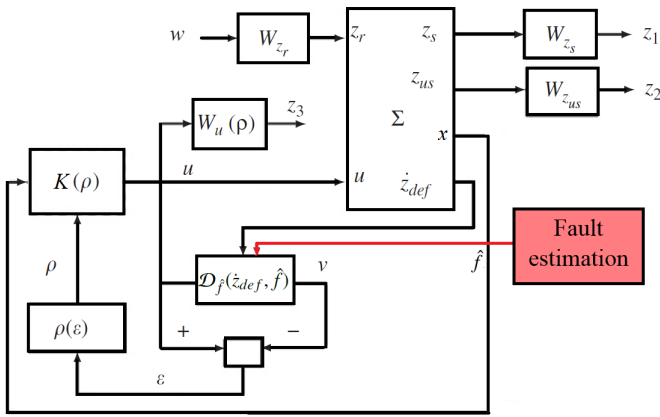 w
W_{z_r}
z_r
z_s
W_{z_s}
z_1
z_{us}
W_{z_{us}}
z_2
W_u(ρ)
z_3
Σ
x
K(ρ)
u
u
ż_{def}
Fault
estimation
f̂
ρ
𝒟_{f̂}(ż_{def}, f̂)
v
ρ(ε)
+
−
ε